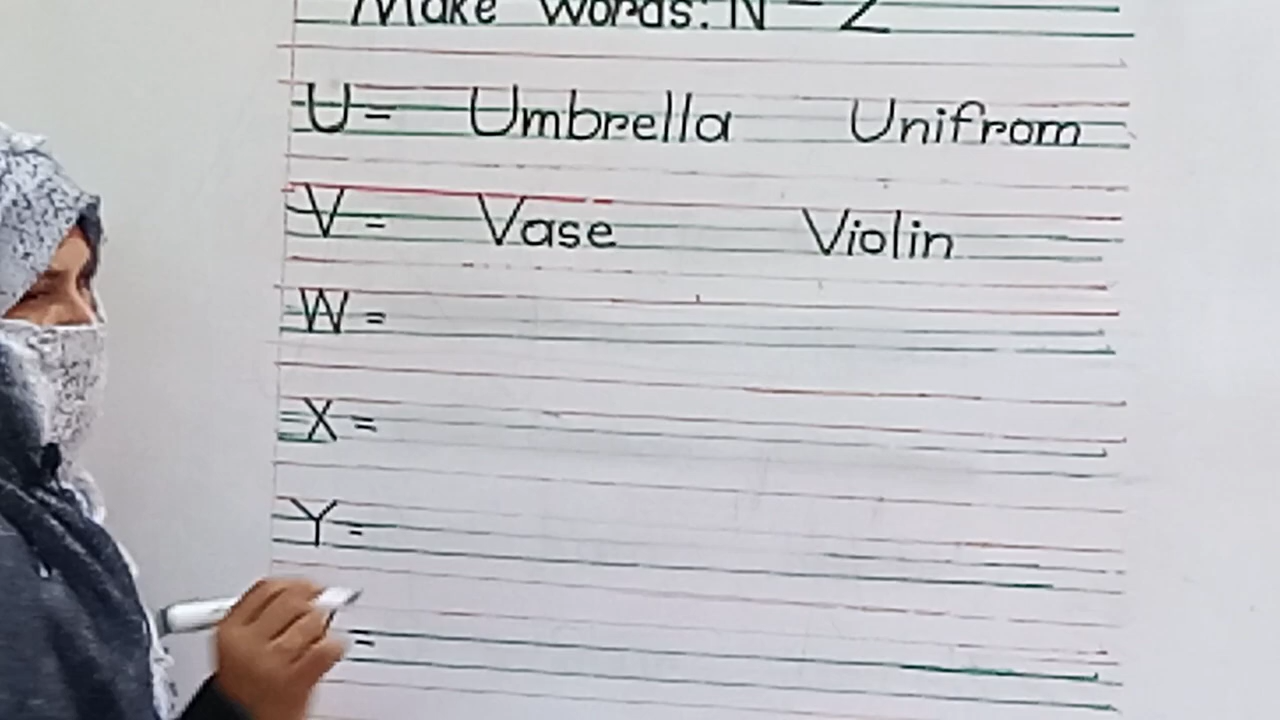 Make Words: N - Z
U = Umbrella Unifrom
V = Vase Violin
W =
X =
Y =
=